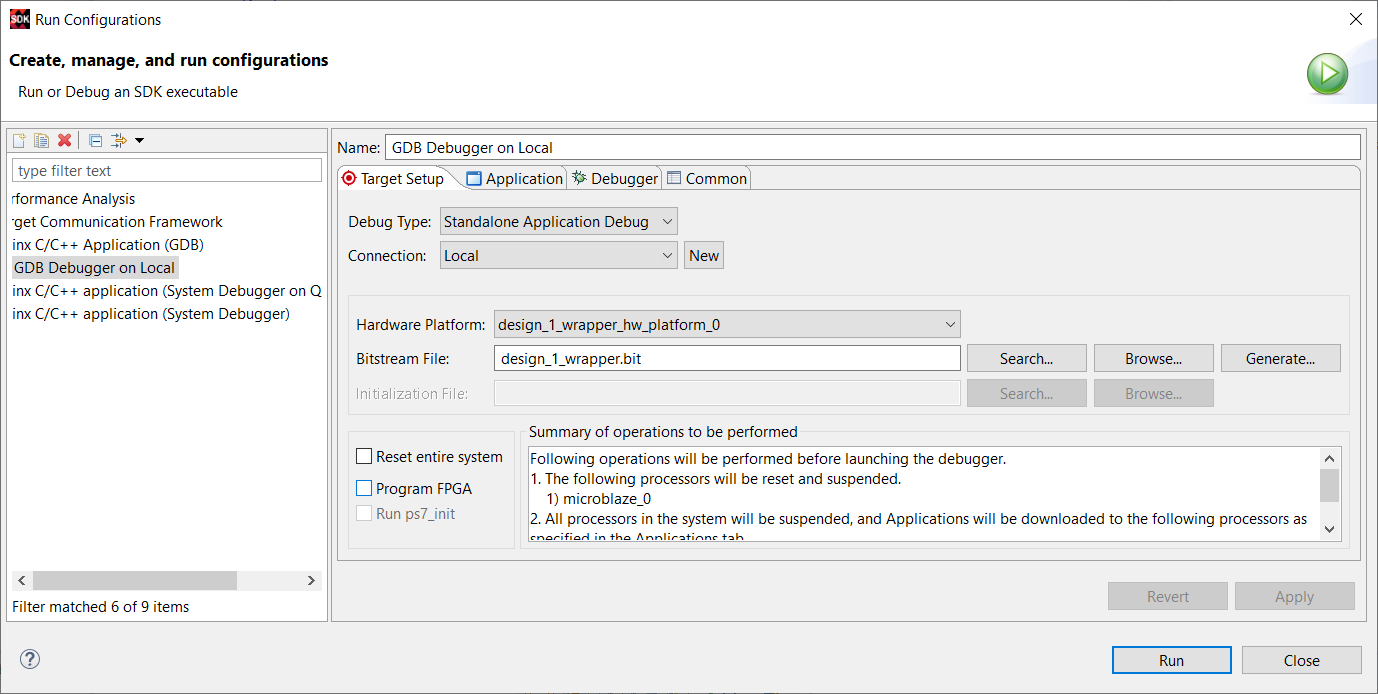 SDK Run Configurations
Create, manage, and run configurations
Run or Debug an SDK executable
type filter text
rformance Analysis
rget Communication Framework
inx C/C++ Application (GDB)
GDB Debugger on Local
inx C/C++ application (System Debugger on Q
inx C/C++ application (System Debugger)
Filter matched 6 of 9 items
Name: GDB Debugger on Local
Target Setup Application Debugger Common
Debug Type: Standalone Application Debug
Connection: Local New
Hardware Platform: design_1_wrapper_hw_platform_0
Bitstream File: design_1_wrapper.bit Search... Browse... Generate...
Initialization File: Search... Browse...
Reset entire system
Program FPGA
Run ps7_init
Summary of operations to be performed
Following operations will be performed before launching the debugger.
1. The following processors will be reset and suspended.
1) microblaze_0
2. All processors in the system will be suspended, and Applications will be downloaded to the following processors as
specified in the Applications tab
Revert Apply
? Run Close